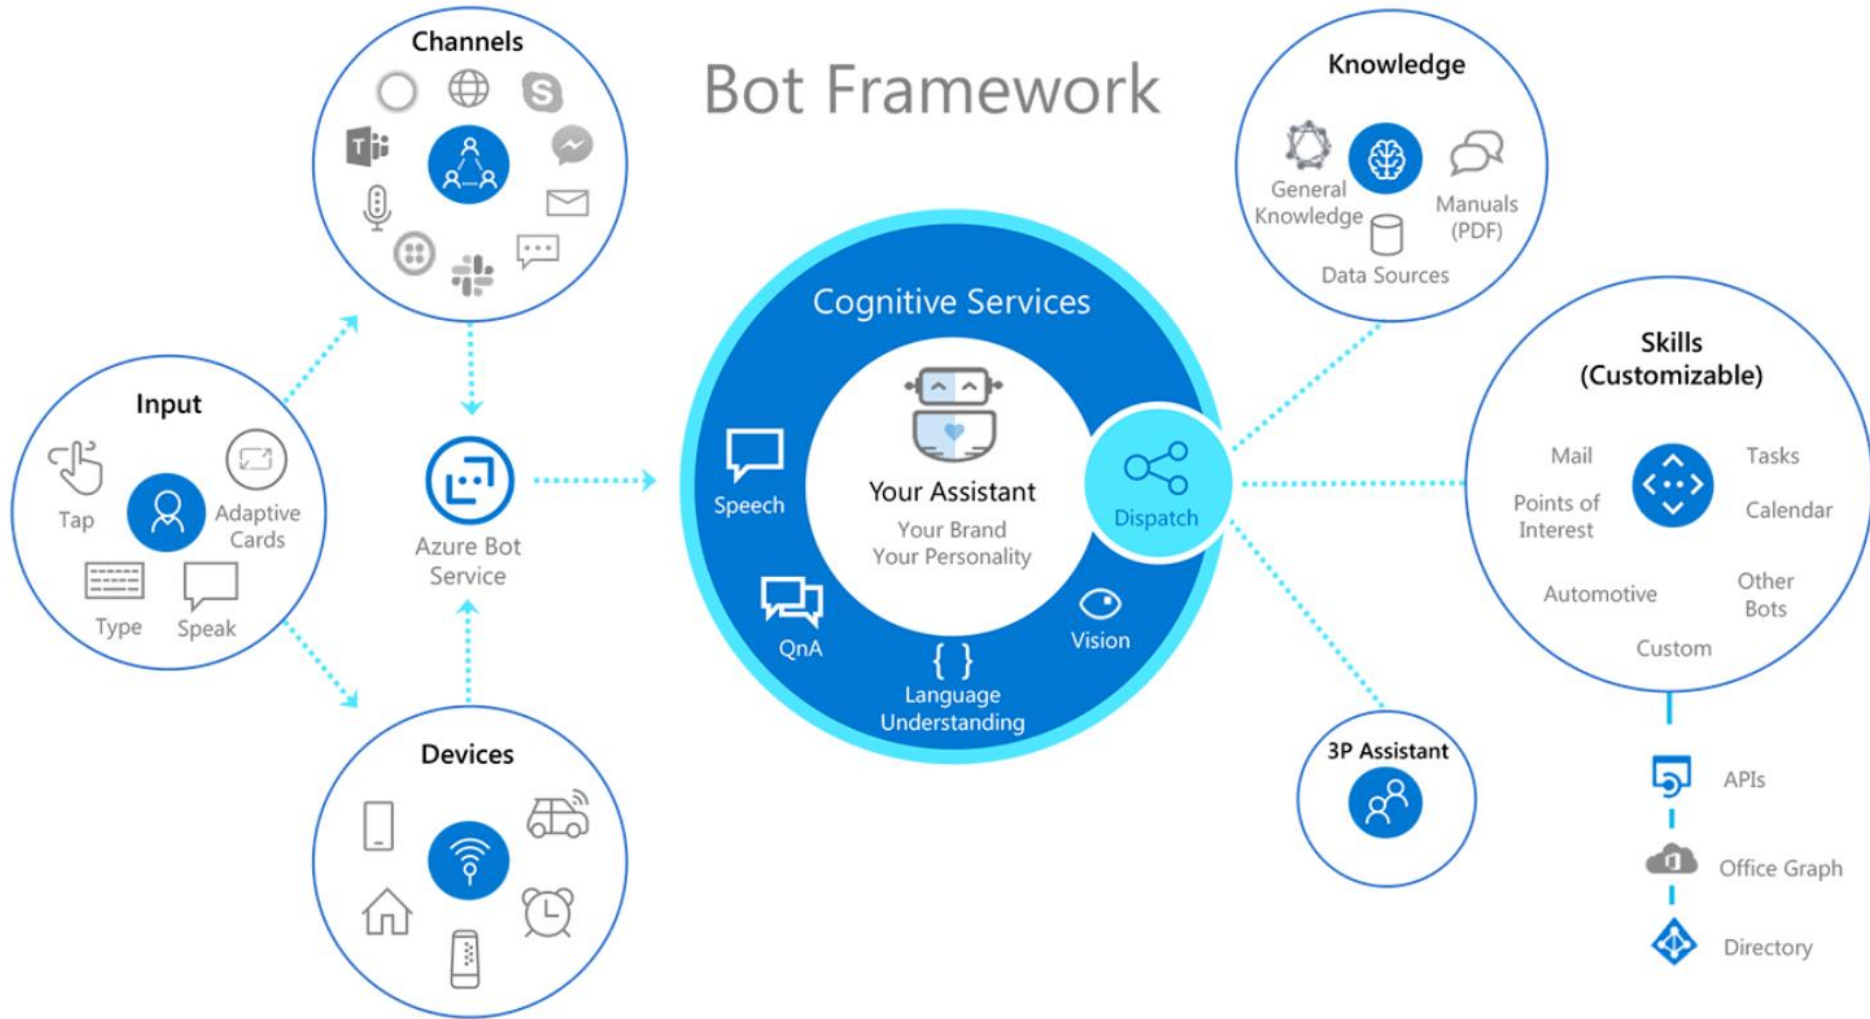 Bot Framework
Channels
Input
Tap
Adaptive
Cards
Type
Speak
Azure Bot
Service
Devices
Cognitive Services
Speech
QnA
Language
Understanding
Vision
Your Assistant
Your Brand
Your Personality
Dispatch
Knowledge
General
Knowledge
Manuals
(PDF)
Data Sources
Skills
(Customizable)
Mail
Tasks
Points of
Interest
Calendar
Automotive
Other
Bots
Custom
3P Assistant
APIs
Office Graph
Directory